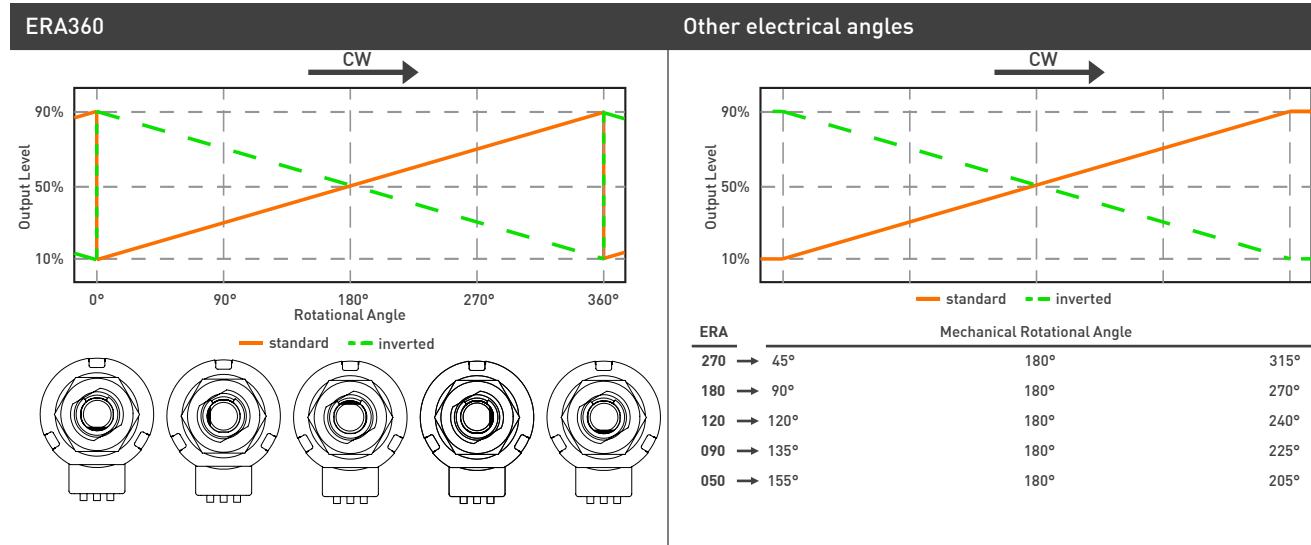 ERA360
CW
90%
50%
10%
Output Level
0° 90° 180° 270° 360°
Rotational Angle
standard inverted
Other electrical angles
CW
90%
50%
10%
Output Level
standard inverted
ERA Mechanical Rotational Angle
270 → 45° 180° 315°
180 → 90° 180° 270°
120 → 120° 180° 240°
090 → 135° 180° 225°
050 → 155° 180° 205°